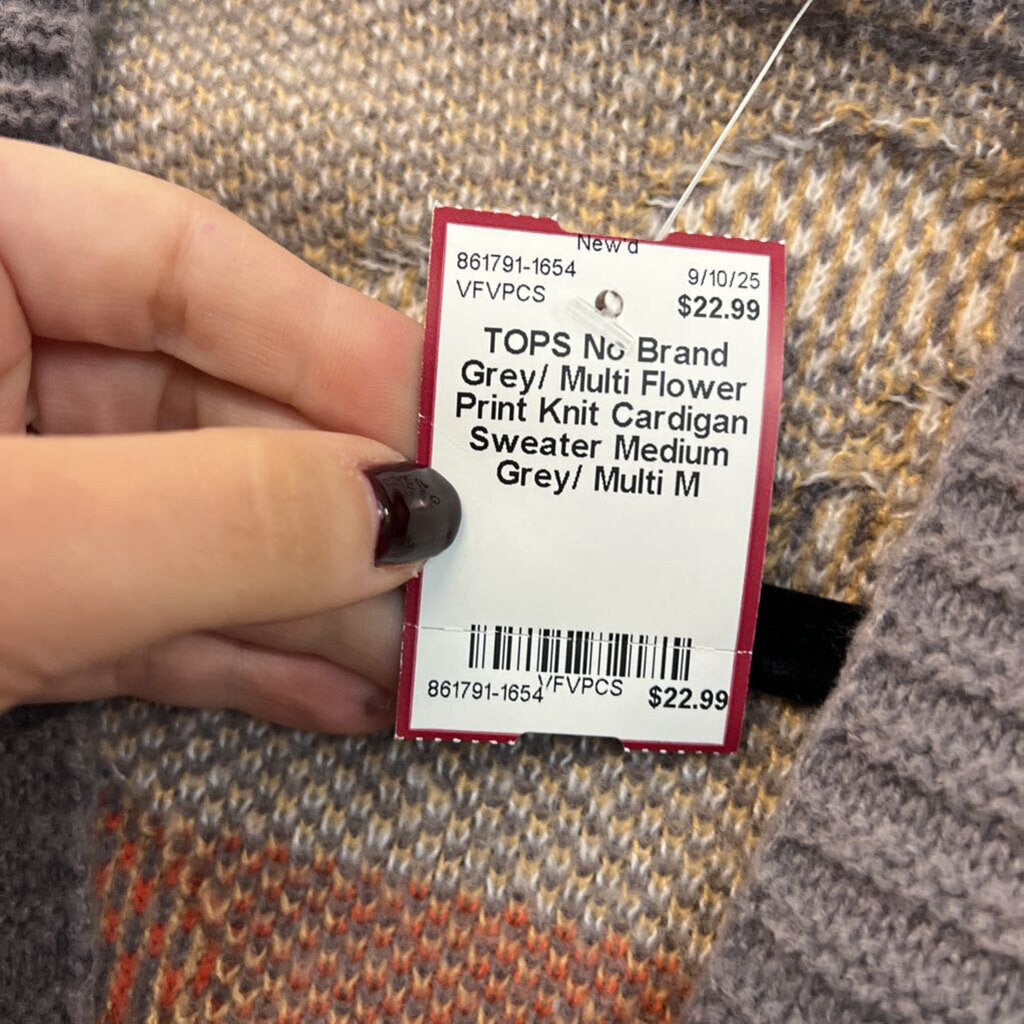 New'd
861791-1654 9/10/25
VFVPCS $22.99
TOPS No Brand
Grey/ Multi Flower
Print Knit Cardigan
Sweater Medium
Grey/ Multi M
861791-1654 VFVPCS $22.99